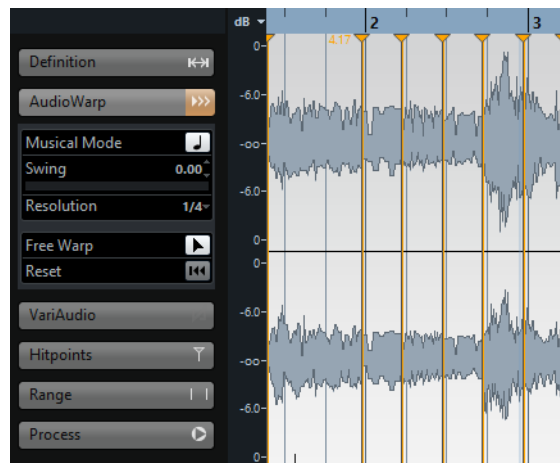 dB 2 3
4.17
Definition
AudioWarp
Musical Mode
Swing 0.00
Resolution 1/4
Free Warp
Reset
VariAudio
Hitpoints
Range
Process
0-
-6.0-
-oo-
-6.0-
0-
0-
-6.0-
-oo-
-6.0-
0-